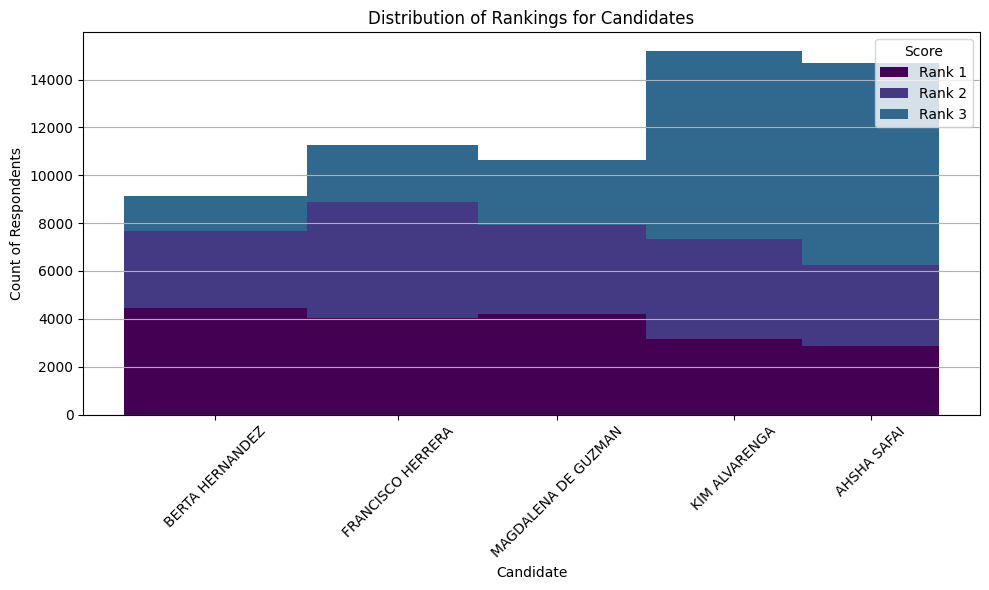 Distribution of Rankings for Candidates
Score
Rank 1
Rank 2
Rank 3
Count of Respondents
14000
12000
10000
8000
6000
4000
2000
0
BERTA HERNANDEZ
FRANCISCO HERRERA
MAGDALENA DE GUZMAN
KIM ALVARENGA
AHSHA SAFAI
Candidate